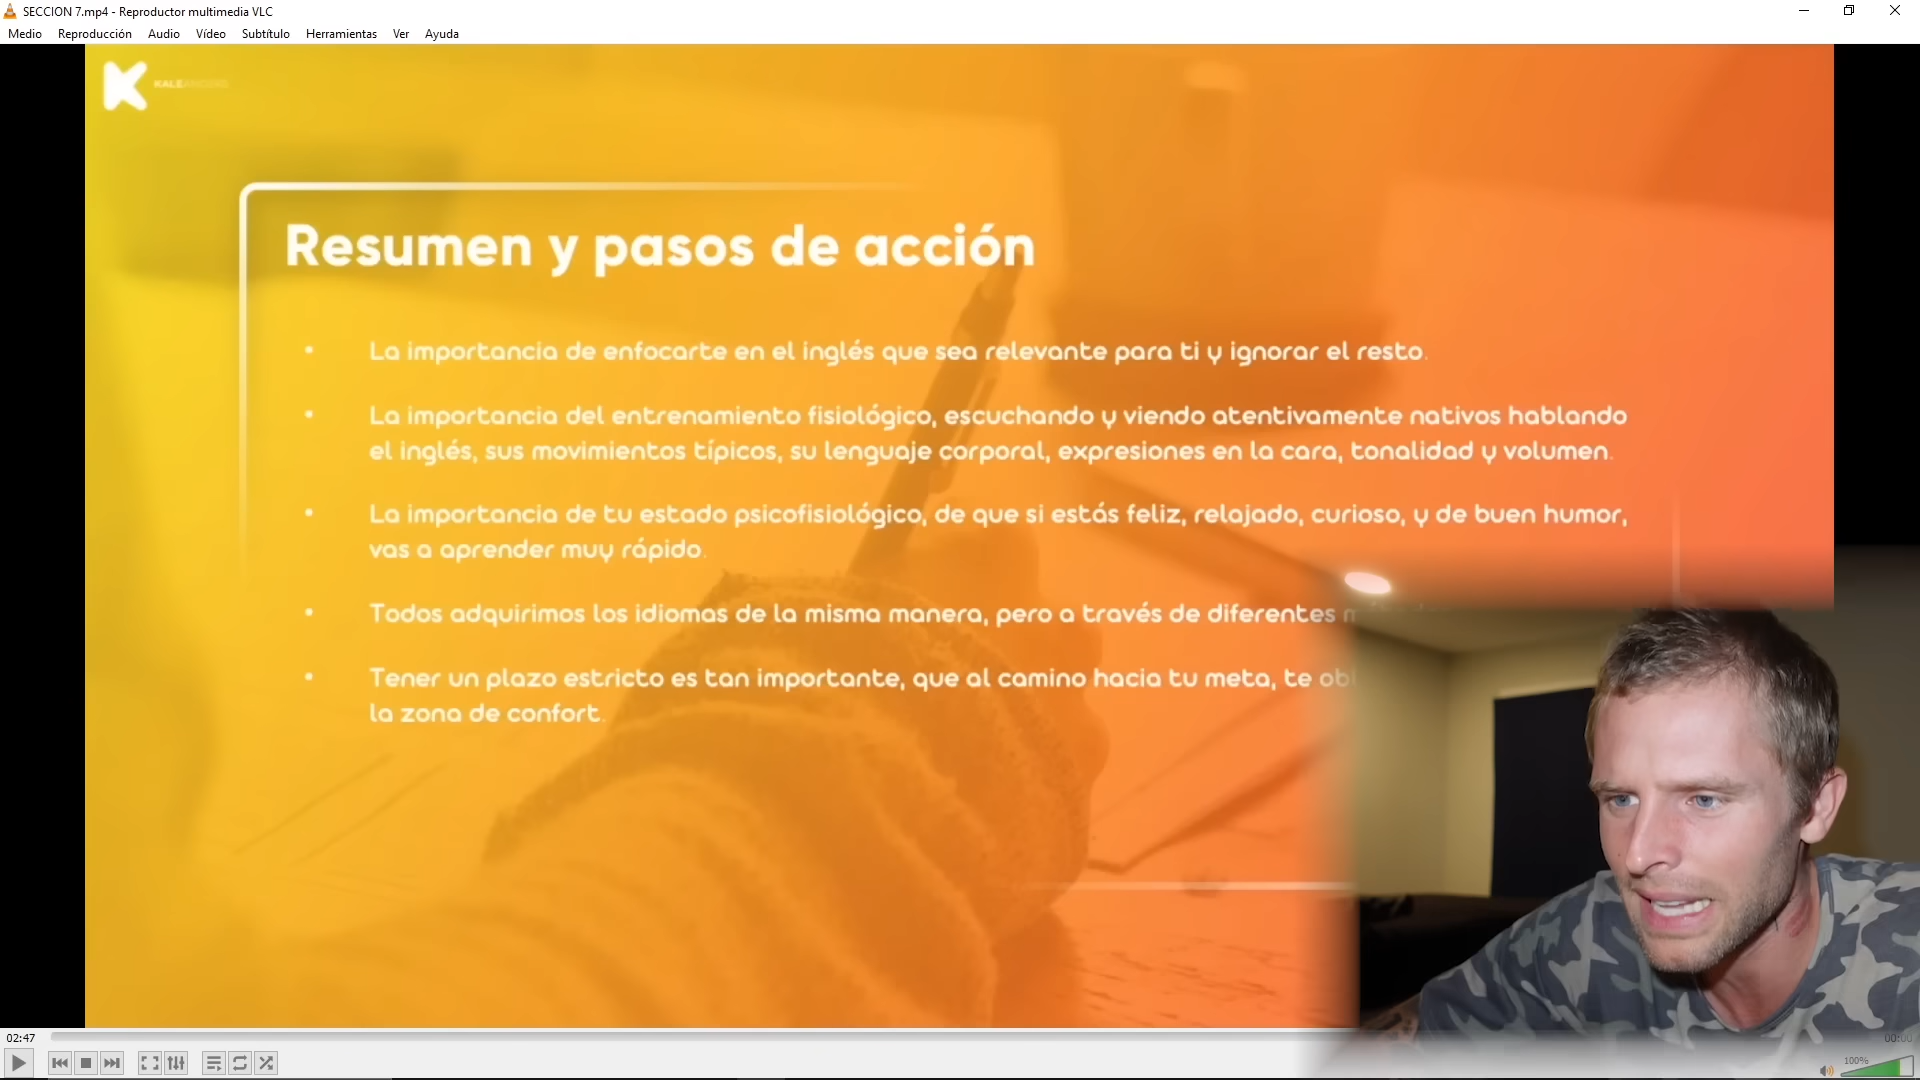 SECCION 7.mp4 - Reproductor multimedia VLC
Medio Reproducción Audio Vídeo Subtítulo Herramientas Ver Ayuda
K KALE
Resumen y pasos de acción
• La importancia de enfocarte en el inglés que sea relevante para ti y ignorar el resto.
• La importancia del entrenamiento fisiológico, escuchando y viendo atentivamente nativos hablando
el inglés, sus movimientos típicos, su lenguaje corporal, expresiones en la cara, tonalidad y volumen.
• La importancia de tu estado psicofisiológico, de que si estás feliz, relajado, curioso, y de buen humor,
vas a aprender muy rápido.
• Todos adquirimos los idiomas de la misma manera, pero a través de diferentes
• Tener un plazo estricto es tan importante, que al camino hacia tu meta, te
la zona de confort.
02:47
00:00
100%